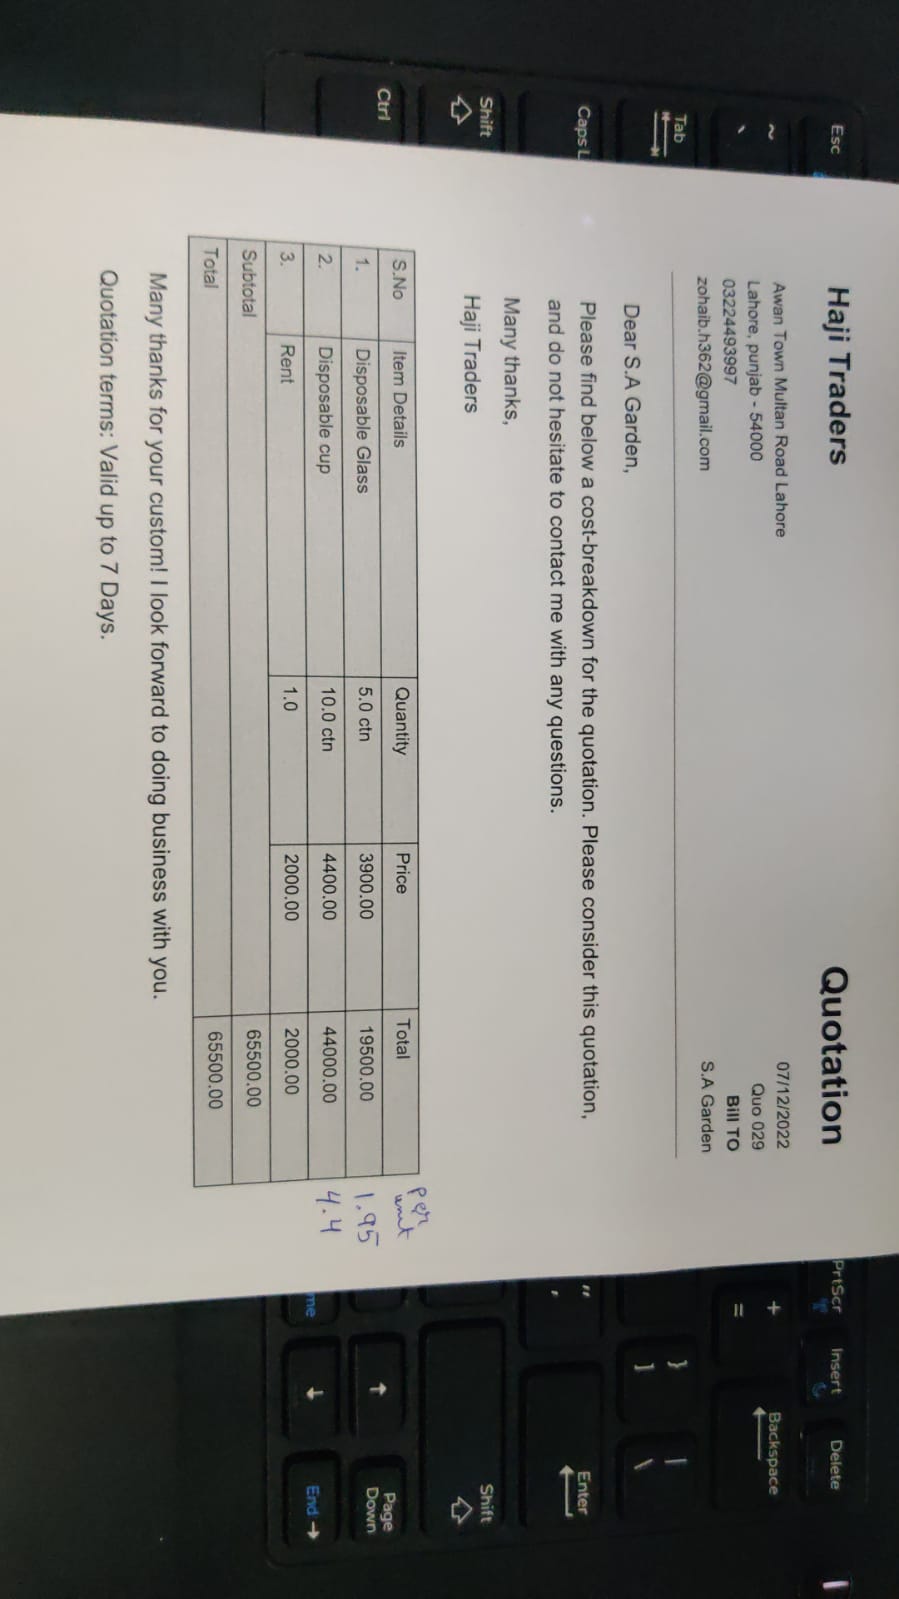 Haji Traders
Quotation
Awan Town Multan Road Lahore
Lahore, punjab - 54000
03224493997
zohaib.h362@gmail.com
07/12/2022
Quo 029
Bill TO
S.A Garden
Dear S.A Garden,
Please find below a cost-breakdown for the quotation. Please consider this quotation,
and do not hesitate to contact me with any questions.
Many thanks,
Haji Traders
S.No Item Details Quantity Price Total per unit
1. Disposable Glass 5.0 ctn 3900.00 19500.00 1.95
2. Disposable cup 10.0 ctn 4400.00 44000.00 4.4
3. Rent 1.0 2000.00 2000.00
Subtotal 65500.00
Total 65500.00
Many thanks for your custom! I look forward to doing business with you.
Quotation terms: Valid up to 7 Days.
Esc
~
`
Tab
Caps L
Shift
Ctrl
PrtScr Insert Delete
+
=
Backspace
} |
] \
"
'
Enter
Shift
Page
Down
me
End